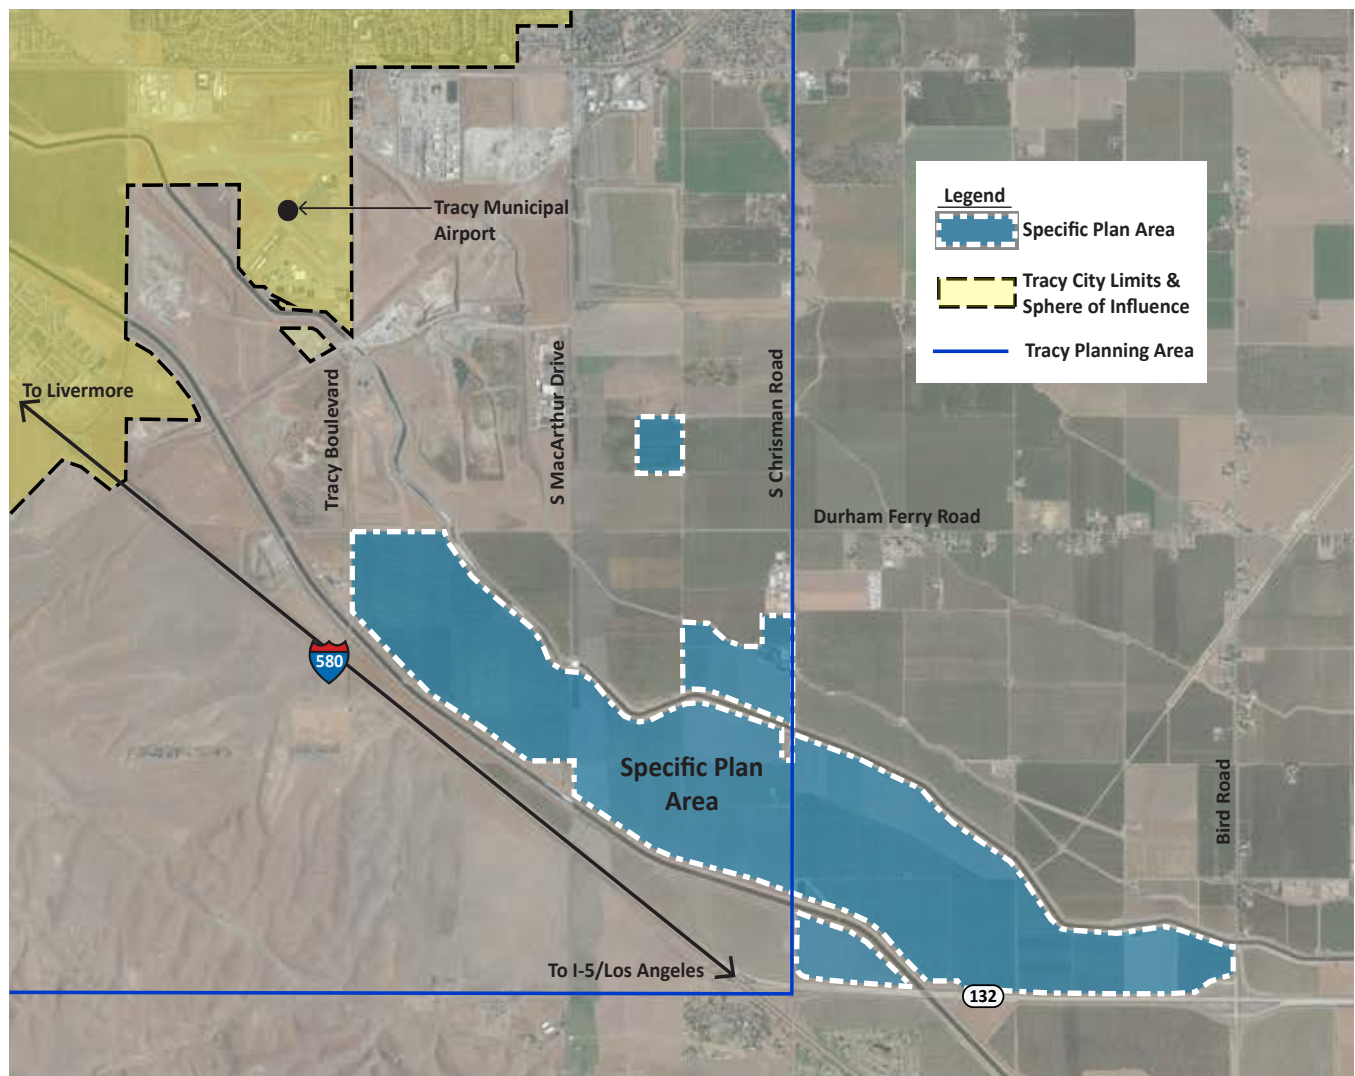 Legend
Specific Plan Area
Tracy City Limits &
Sphere of Influence
Tracy Planning Area
Tracy Municipal
Airport
To Livermore
Tracy Boulevard
S MacArthur Drive
S Chrisman Road
Durham Ferry Road
580
Specific Plan
Area
Bird Road
To I-5/Los Angeles
132